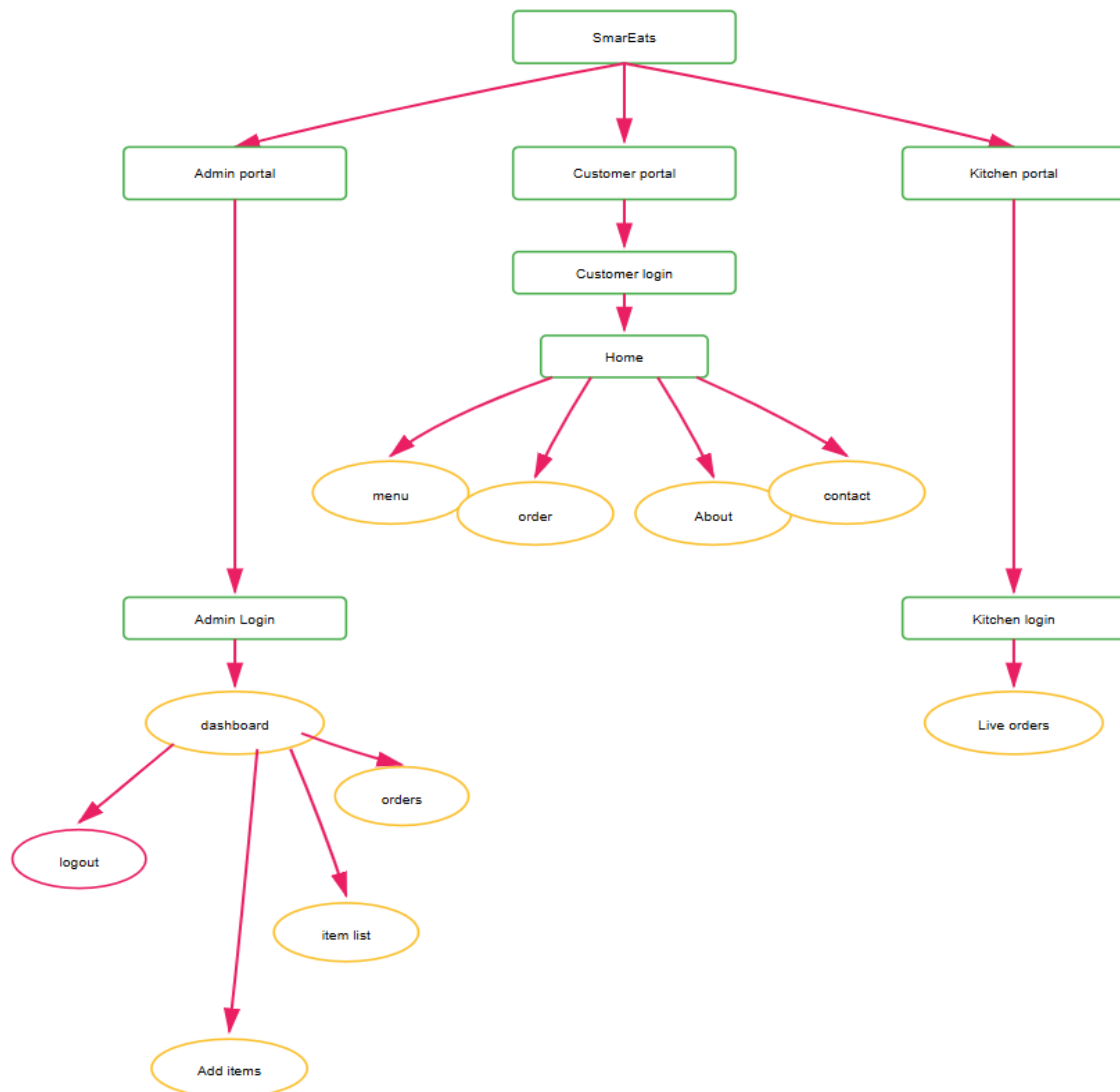 SmarEats
Admin portal
Customer portal
Kitchen portal
Customer login
Home
menu
order
About
contact
Admin Login
Kitchen login
dashboard
Live orders
orders
logout
item list
Add items